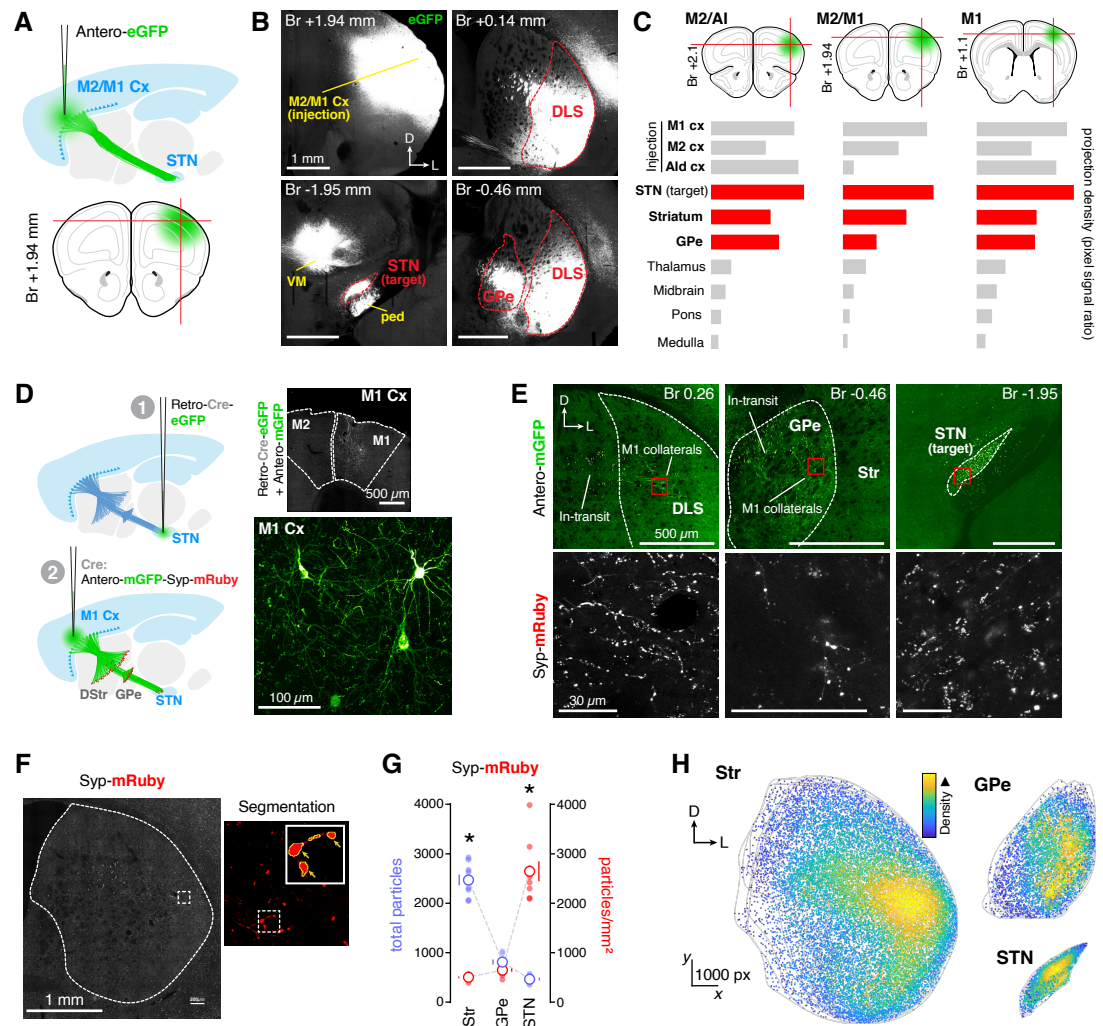 A
Antero-eGFP
M2/M1 Cx
STN
Br +1.94 mm
B
Br +1.94 mm
eGFP
M2/M1 Cx
(injection)
1 mm
D
L
Br +0.14 mm
DLS
Br -1.95 mm
VM
STN
(target)
ped
Br -0.46 mm
DLS
GPe
C
M2/AI
M2/M1
M1
Br +2.1
Br +1.94
Br +1.1
Injection
M1 cx
M2 cx
AId cx
STN (target)
Striatum
GPe
Thalamus
Midbrain
Pons
Medulla
projection density (pixel signal ratio)
D
1
Retro-Cre-
eGFP
STN
2
Cre:
Antero-mGFP-Syp-mRuby
M1 Cx
DStr
GPe
STN
Retro-Cre-eGFP
+ Antero-mGFP
M1 Cx
M2
M1
500 µm
M1 Cx
100 µm
E
Antero-mGFP
Br 0.26
D
L
M1 collaterals
In-transit
DLS
500 µm
Br -0.46
In-transit
GPe
Str
M1 collaterals
Br -1.95
STN
(target)
Syp-mRuby
30 µm
F
Syp-mRuby
1 mm
200µm
Segmentation
G
Syp-mRuby
total particles
4000
3000
2000
1000
0
*
*
4000
3000
2000
1000
0
particles/mm²
Str
GPe
STN
H
Str
D
L
Density
GPe
STN
y
x
1000 px